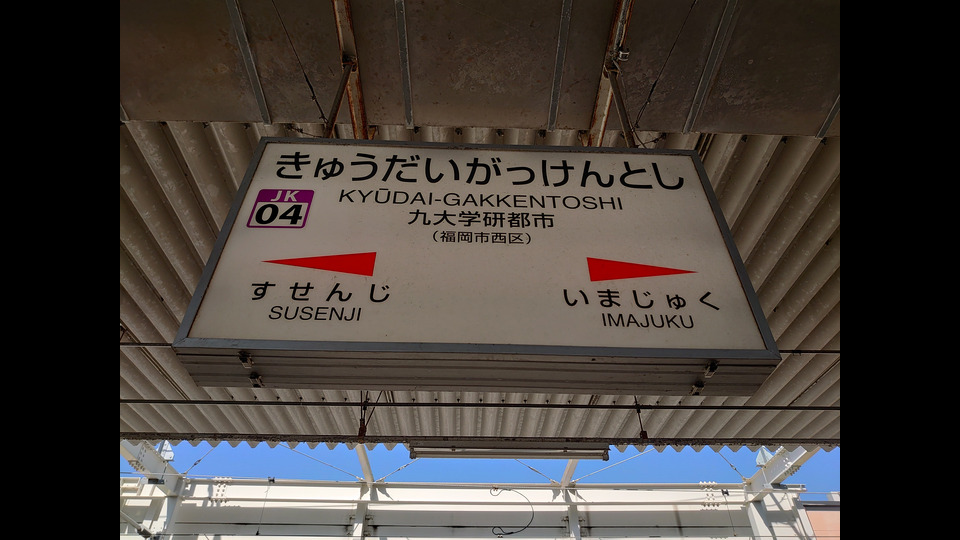 きゅうだいがっけんとし
JK
04
KYŪDAI-GAKKENTOSHI
九大学研都市
(福岡市西区)
すせんじ
SUSENJI
いまじゅく
IMAJUKU